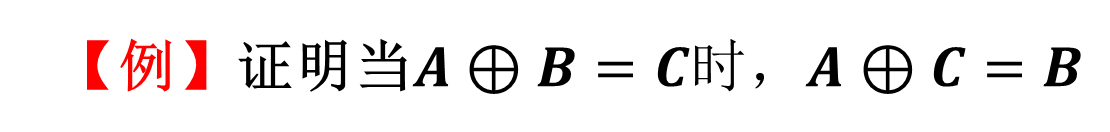 【例】证明当A ⊕ B = C时，A ⊕ C = B